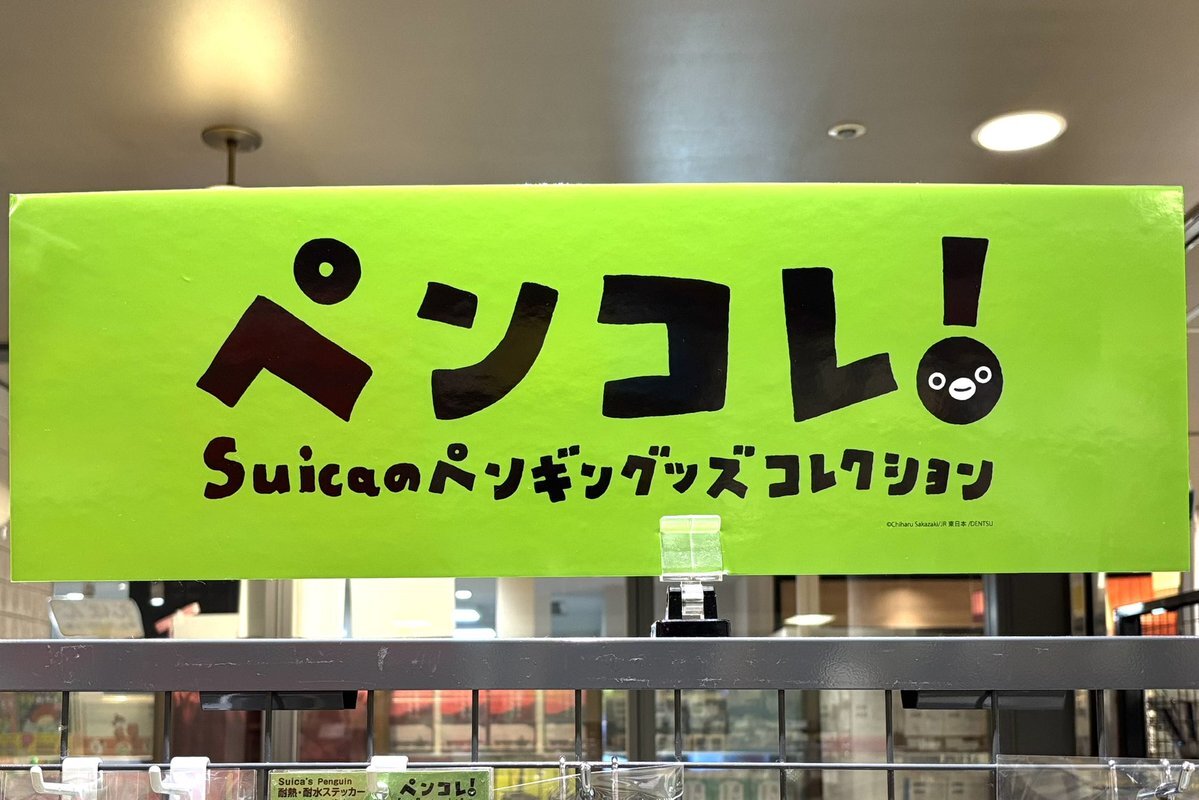 ペンコレ!
Suicaのペンギングッズコレクション
©Chiharu Sakazaki/JR 東日本 /DENTSU
Suica's Penguin
耐熱・耐水ステッカー
ペンコレ!